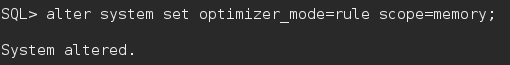 SQL> alter system set optimizer_mode=rule scope=memory;
System altered.